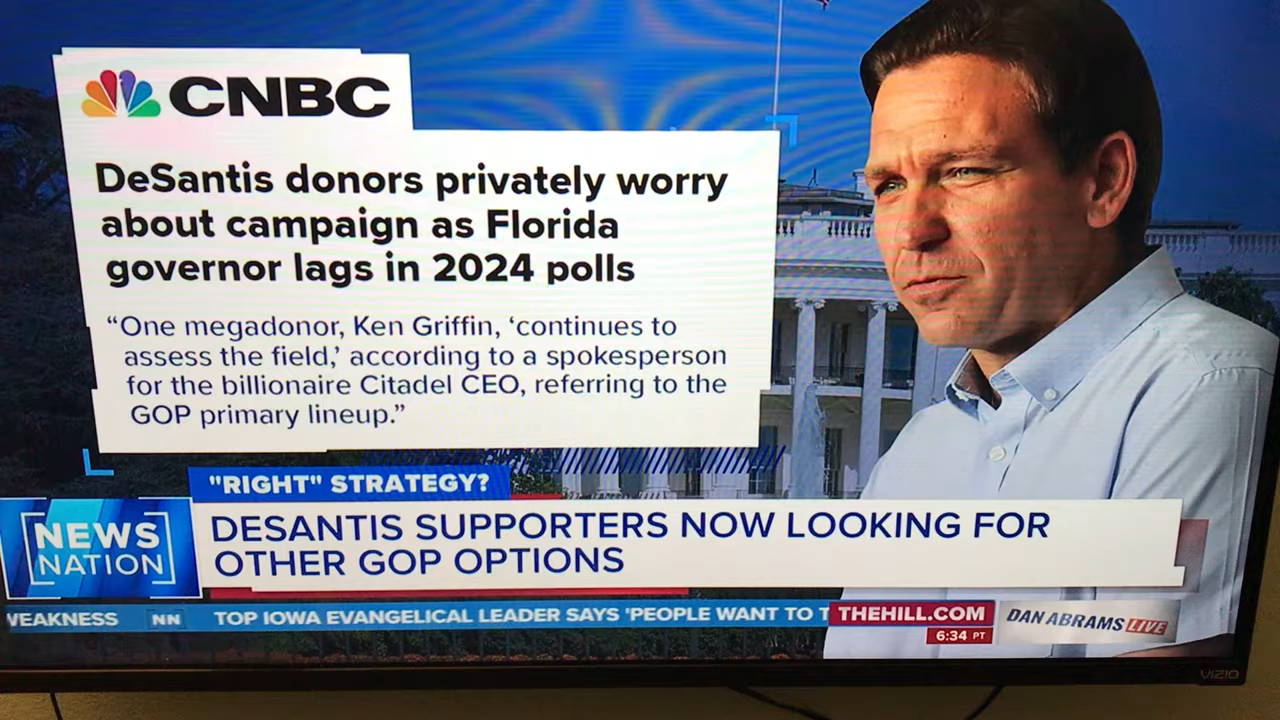 CNBC
DeSantis donors privately worry
about campaign as Florida
governor lags in 2024 polls
“One megadonor, Ken Griffin, ‘continues to
assess the field,’ according to a spokesperson
for the billionaire Citadel CEO, referring to the
GOP primary lineup.”
"RIGHT" STRATEGY?
NEWS
NATION
DESANTIS SUPPORTERS NOW LOOKING FOR
OTHER GOP OPTIONS
WEAKNESS NN TOP IOWA EVANGELICAL LEADER SAYS 'PEOPLE WANT TO T
THEHILL.COM
6:34 PT
DAN ABRAMS LIVE
VIZIO